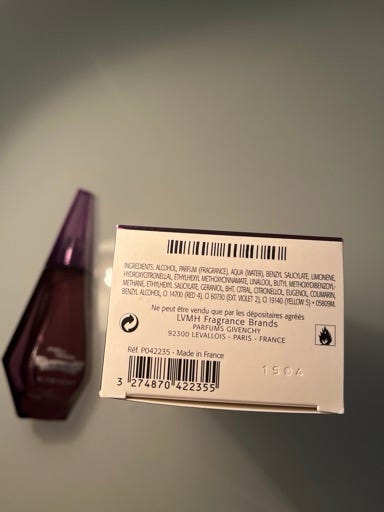 INGREDIENTS: ALCOHOL, PARFUM (FRAGRANCE), AQUA (WATER), BENZYL SALICYLATE, LIMONENE,
HYDROXYCITRONELLAL, ETHYLHEXYL METHOXYCINNAMATE, LINALOOL, BUTYL METHOXYDIBENZOYL-
METHANE, ETHYLHEXYL SALICYLATE, GERANIOL, BHT, CITRAL, CITRONELLOL, EUGENOL, COUMARIN,
BENZYL ALCOHOL, CI 14700 (RED 4), CI 60730 (EXT. VIOLET 2), CI 19140 (YELLOW 5) • 05809M.
Ne peut être vendu que par les dépositaires agréés
LVMH Fragrance Brands
PARFUMS GIVENCHY
92300 LEVALLOIS - PARIS - FRANCE
Réf. P042235 - Made in France
3 274870 422355
1S04